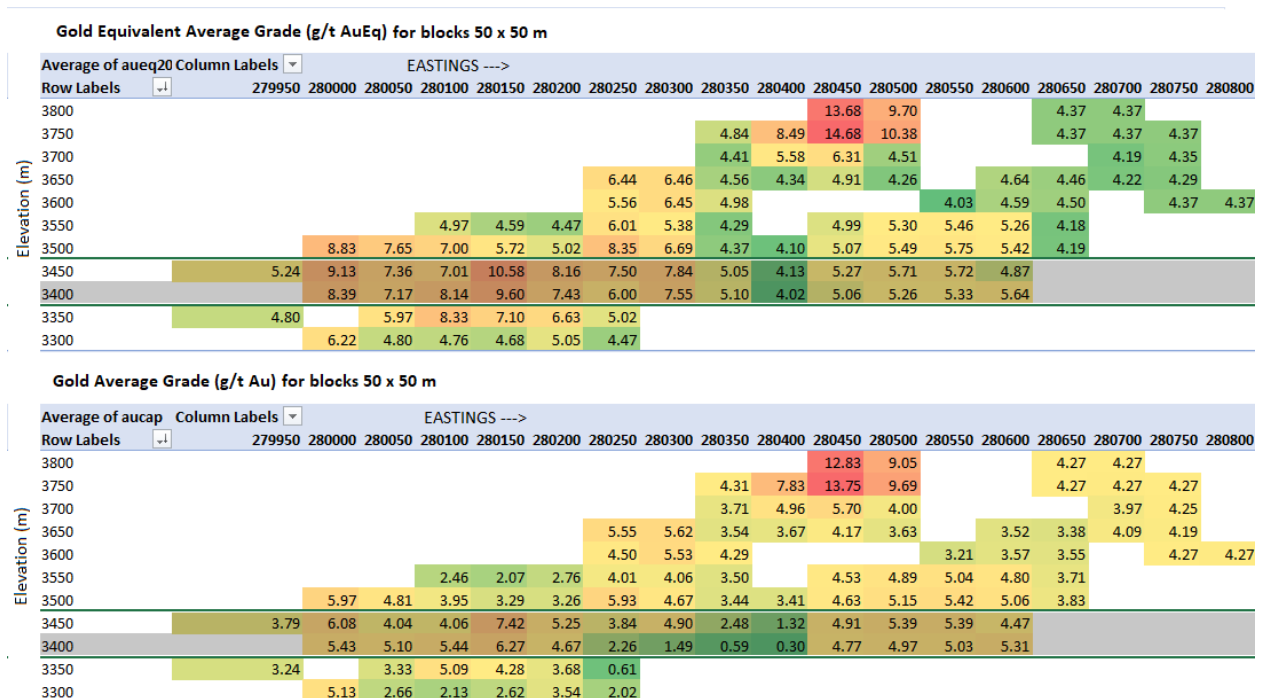 Gold Equivalent Average Grade (g/t AuEq) for blocks 50 x 50 m
Average of aueq20 Column Labels EASTINGS --->
Row Labels 279950 280000 280050 280100 280150 280200 280250 280300 280350 280400 280450 280500 280550 280600 280650 280700 280750 280800
Elevation (m)
3800 13.68 9.70 4.37 4.37
3750 4.84 8.49 14.68 10.38 4.37 4.37 4.37
3700 4.41 5.58 6.31 4.51 4.19 4.35
3650 6.44 6.46 4.56 4.34 4.91 4.26 4.64 4.46 4.22 4.29
3600 5.56 6.45 4.98 4.03 4.59 4.50 4.37 4.37
3550 4.97 4.59 4.47 6.01 5.38 4.29 4.99 5.30 5.46 5.26 4.18
3500 8.83 7.65 7.00 5.72 5.02 8.35 6.69 4.37 4.10 5.07 5.49 5.75 5.42 4.19
3450 5.24 9.13 7.36 7.01 10.58 8.16 7.50 7.84 5.05 4.13 5.27 5.71 5.72 4.87
3400 8.39 7.17 8.14 9.60 7.43 6.00 7.55 5.10 4.02 5.06 5.26 5.33 5.64
3350 4.80 5.97 8.33 7.10 6.63 5.02
3300 6.22 4.80 4.76 4.68 5.05 4.47
Gold Average Grade (g/t Au) for blocks 50 x 50 m
Average of aucap Column Labels EASTINGS --->
Row Labels 279950 280000 280050 280100 280150 280200 280250 280300 280350 280400 280450 280500 280550 280600 280650 280700 280750 280800
Elevation (m)
3800 12.83 9.05 4.27 4.27
3750 4.31 7.83 13.75 9.69 4.27 4.27 4.27
3700 3.71 4.96 5.70 4.00 3.97 4.25
3650 5.55 5.62 3.54 3.67 4.17 3.63 3.52 3.38 4.09 4.19
3600 4.50 5.53 4.29 3.21 3.57 3.55 4.27 4.27
3550 2.46 2.07 2.76 4.01 4.06 3.50 4.53 4.89 5.04 4.80 3.71
3500 5.97 4.81 3.95 3.29 3.26 5.93 4.67 3.44 3.41 4.63 5.15 5.42 5.06 3.83
3450 3.79 6.08 4.04 4.06 7.42 5.25 3.84 4.90 2.48 1.32 4.91 5.39 5.39 4.47
3400 5.43 5.10 5.44 6.27 4.67 2.26 1.49 0.59 0.30 4.77 4.97 5.03 5.31
3350 3.24 3.33 5.09 4.28 3.68 0.61
3300 5.13 2.66 2.13 2.62 3.54 2.02